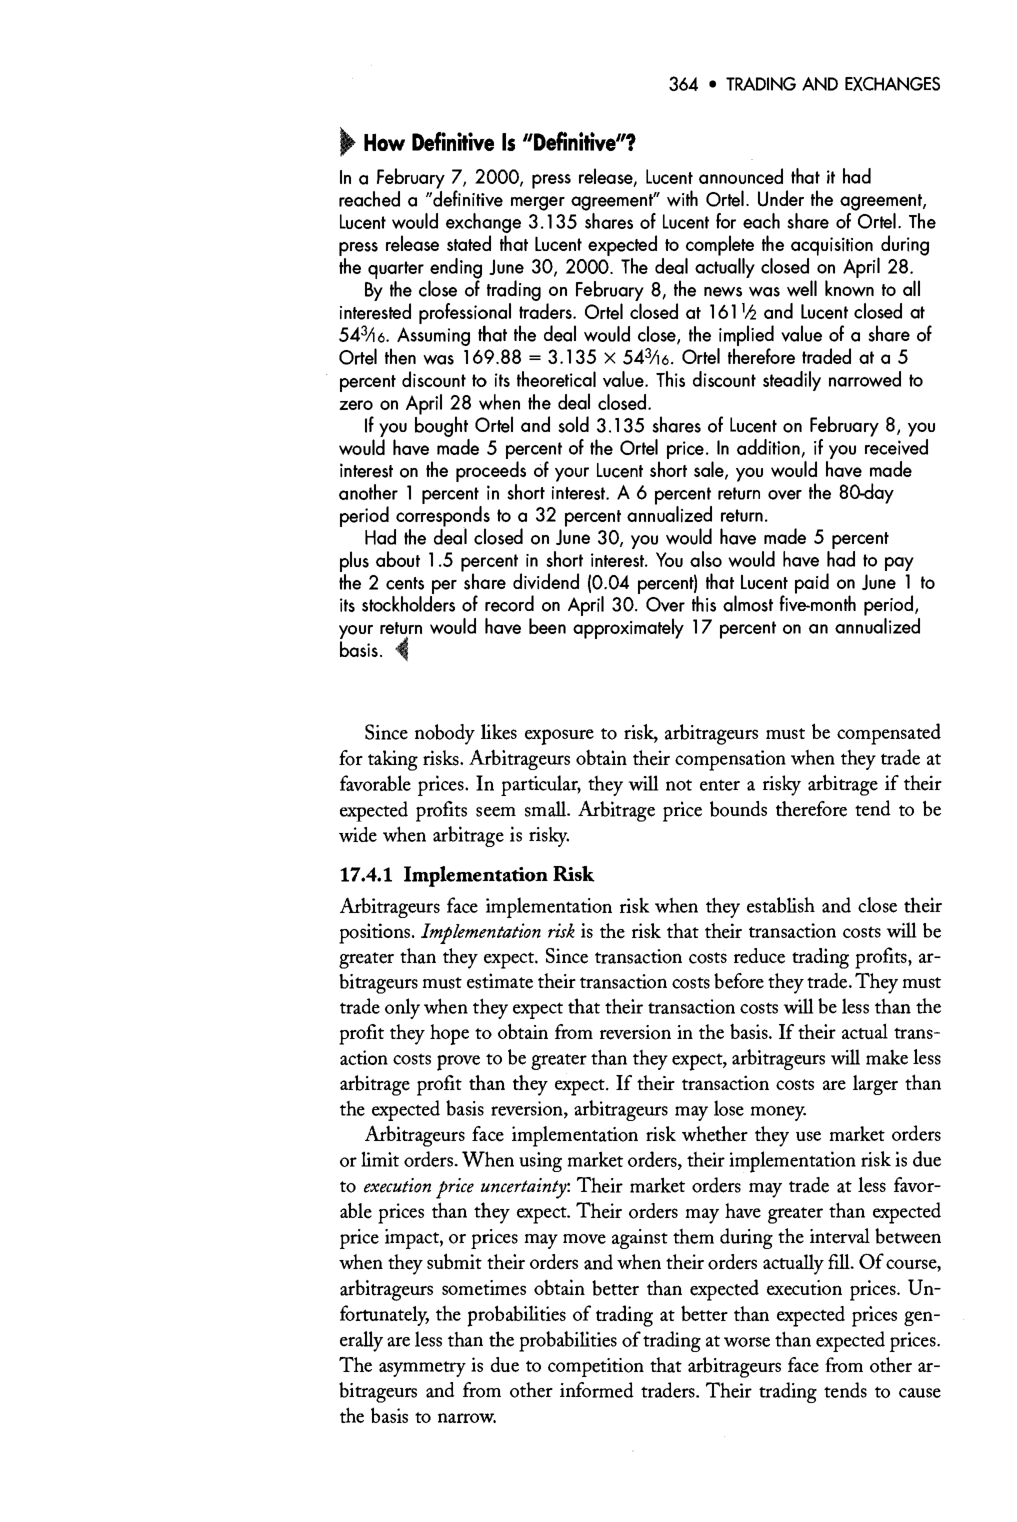 364 • TRADING AND EXCHANGES
How Definitive Is "Definitive"?
In a February 7, 2000, press release, Lucent announced that it had
reached a "definitive merger agreement" with Ortel. Under the agreement,
Lucent would exchange 3.135 shares of Lucent for each share of Ortel. The
press release stated that Lucent expected to complete the acquisition during
the quarter ending June 30, 2000. The deal actually closed on April 28.
By the close of trading on February 8, the news was well known to all
interested professional traders. Ortel closed at 161½ and Lucent closed at
54³⁄₁₆. Assuming that the deal would close, the implied value of a share of
Ortel then was 169.88 = 3.135 × 54³⁄₁₆. Ortel therefore traded at a 5
percent discount to its theoretical value. This discount steadily narrowed to
zero on April 28 when the deal closed.
If you bought Ortel and sold 3.135 shares of Lucent on February 8, you
would have made 5 percent of the Ortel price. In addition, if you received
interest on the proceeds of your Lucent short sale, you would have made
another 1 percent in short interest. A 6 percent return over the 80-day
period corresponds to a 32 percent annualized return.
Had the deal closed on June 30, you would have made 5 percent
plus about 1.5 percent in short interest. You also would have had to pay
the 2 cents per share dividend (0.04 percent) that Lucent paid on June 1 to
its stockholders of record on April 30. Over this almost five-month period,
your return would have been approximately 17 percent on an annualized
basis.
Since nobody likes exposure to risk, arbitrageurs must be compensated
for taking risks. Arbitrageurs obtain their compensation when they trade at
favorable prices. In particular, they will not enter a risky arbitrage if their
expected profits seem small. Arbitrage price bounds therefore tend to be
wide when arbitrage is risky.
17.4.1 Implementation Risk
Arbitrageurs face implementation risk when they establish and close their
positions. Implementation risk is the risk that their transaction costs will be
greater than they expect. Since transaction costs reduce trading profits, ar-
bitrageurs must estimate their transaction costs before they trade. They must
trade only when they expect that their transaction costs will be less than the
profit they hope to obtain from reversion in the basis. If their actual trans-
action costs prove to be greater than they expect, arbitrageurs will make less
arbitrage profit than they expect. If their transaction costs are larger than
the expected basis reversion, arbitrageurs may lose money.
Arbitrageurs face implementation risk whether they use market orders
or limit orders. When using market orders, their implementation risk is due
to execution price uncertainty: Their market orders may trade at less favor-
able prices than they expect. Their orders may have greater than expected
price impact, or prices may move against them during the interval between
when they submit their orders and when their orders actually fill. Of course,
arbitrageurs sometimes obtain better than expected execution prices. Un-
fortunately, the probabilities of trading at better than expected prices gen-
erally are less than the probabilities of trading at worse than expected prices.
The asymmetry is due to competition that arbitrageurs face from other ar-
bitrageurs and from other informed traders. Their trading tends to cause
the basis to narrow.